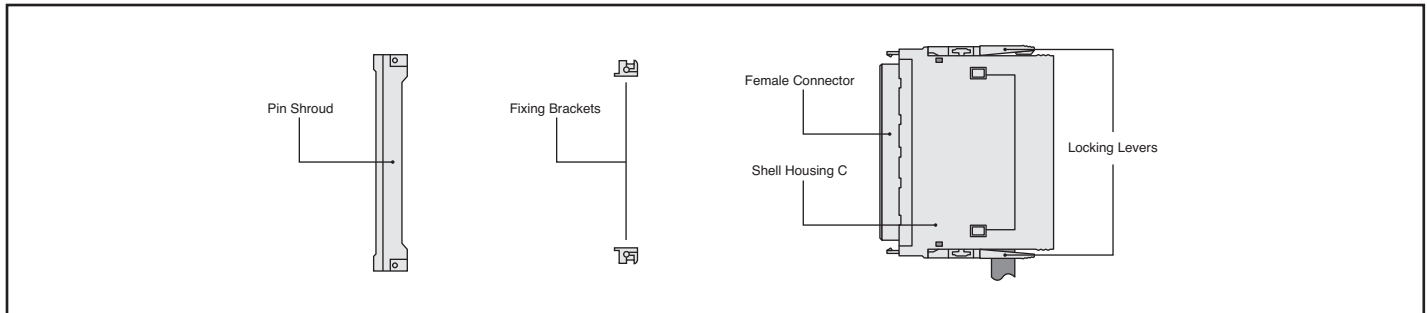 Pin Shroud
Fixing Brackets
Female Connector
Shell Housing C
Locking Levers